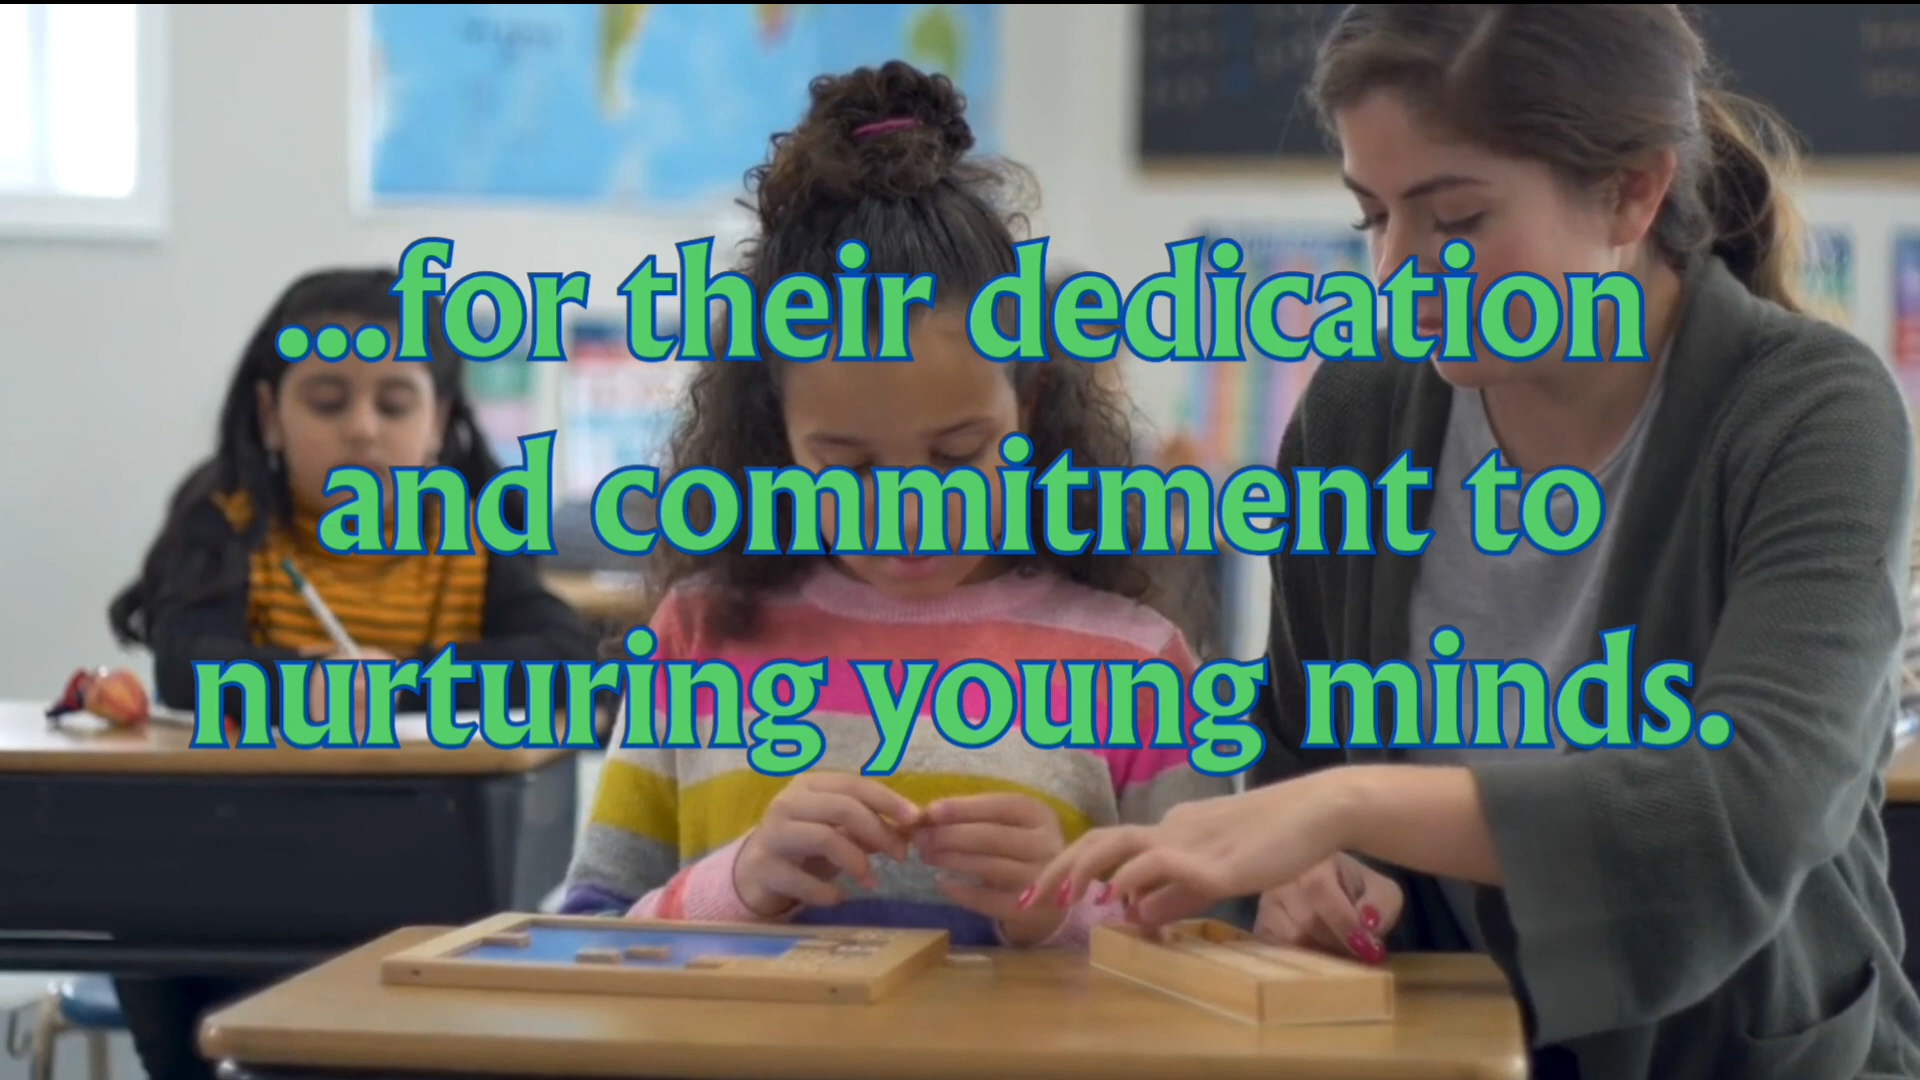 ...for their dedication
and commitment to
nurturing young minds.